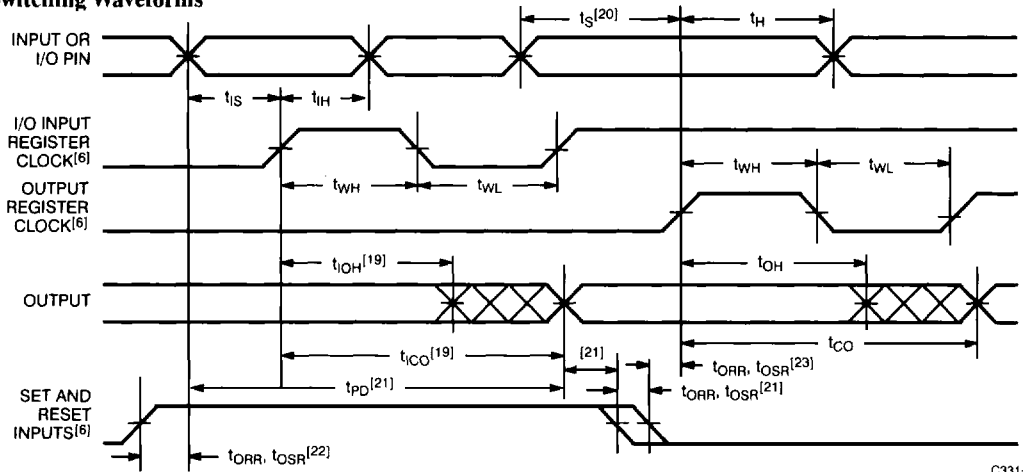 Switching Waveforms
tS[20]
tH
INPUT OR
I/O PIN
tIS
tIH
I/O INPUT
REGISTER
CLOCK[6]
tWH
tWL
tWH
tWL
OUTPUT
REGISTER
CLOCK[6]
tIOH[19]
tOH
OUTPUT
tICO[19]
[21]
tCO
tPD[21]
tORR, tOSR[23]
tORR, tOSR[21]
SET AND
RESET
INPUTS[6]
tORR, tOSR[22]